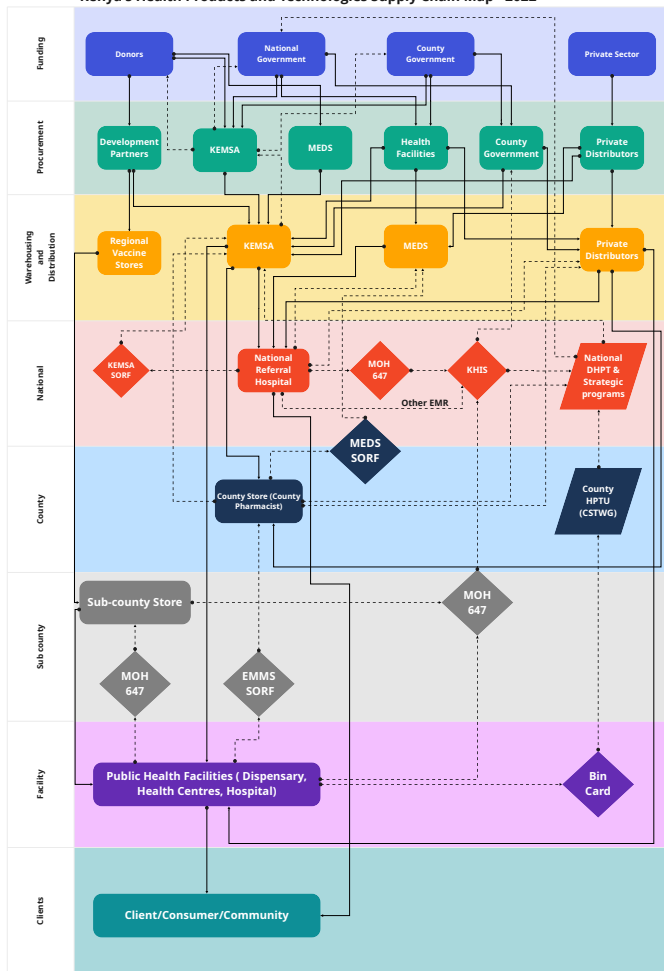 Kenya's Health Products and Technologies Supply Chain Map - 2022
Funding
Donors
National
Government
County
Government
Private Sector
Procurement
Development
Partners
KEMSA
MEDS
Health
Facilities
County
Government
Private
Distributors
Warehousing
and
Distribution
Regional
Vaccine
Stores
KEMSA
MEDS
Private
Distributors
National
KEMSA
SORF
National
Referral
Hospital
MOH
647
KHIS
National
DHPT &
Strategic
programs
Other EMR
MEDS
SORF
County
County Store (County
Pharmacist)
County
HPTU
(CSTWG)
Sub county
Sub-county Store
MOH
647
MOH
647
EMMS
SORF
Facility
Public Health Facilities ( Dispensary,
Health Centres, Hospital)
Bin
Card
Clients
Client/Consumer/Community